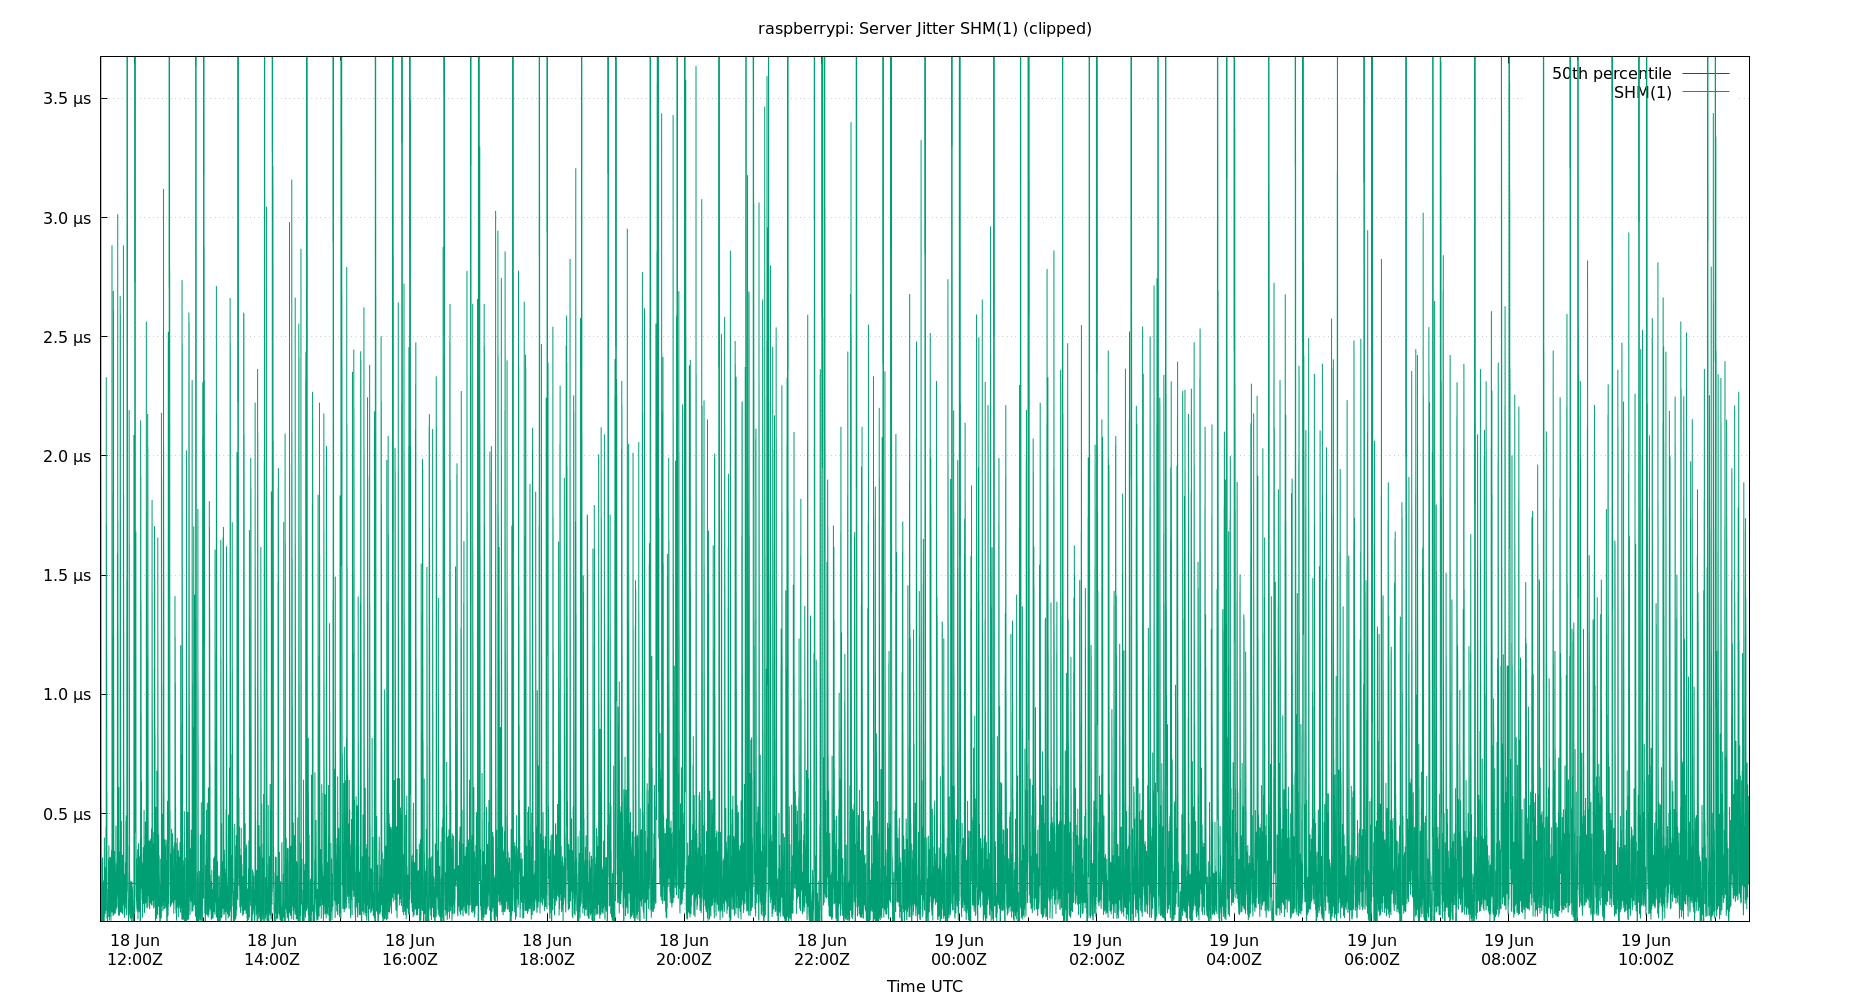 raspberrypi: Server Jitter SHM(1) (clipped)
50th percentile
SHM(1)
3.5 μs
3.0 μs
2.5 μs
2.0 μs
1.5 μs
1.0 μs
0.5 μs
18 Jun 18 Jun 18 Jun 18 Jun 18 Jun 18 Jun 19 Jun 19 Jun 19 Jun 19 Jun 19 Jun 19 Jun
12:00Z 14:00Z 16:00Z 18:00Z 20:00Z 22:00Z 00:00Z 02:00Z 04:00Z 06:00Z 08:00Z 10:00Z
Time UTC